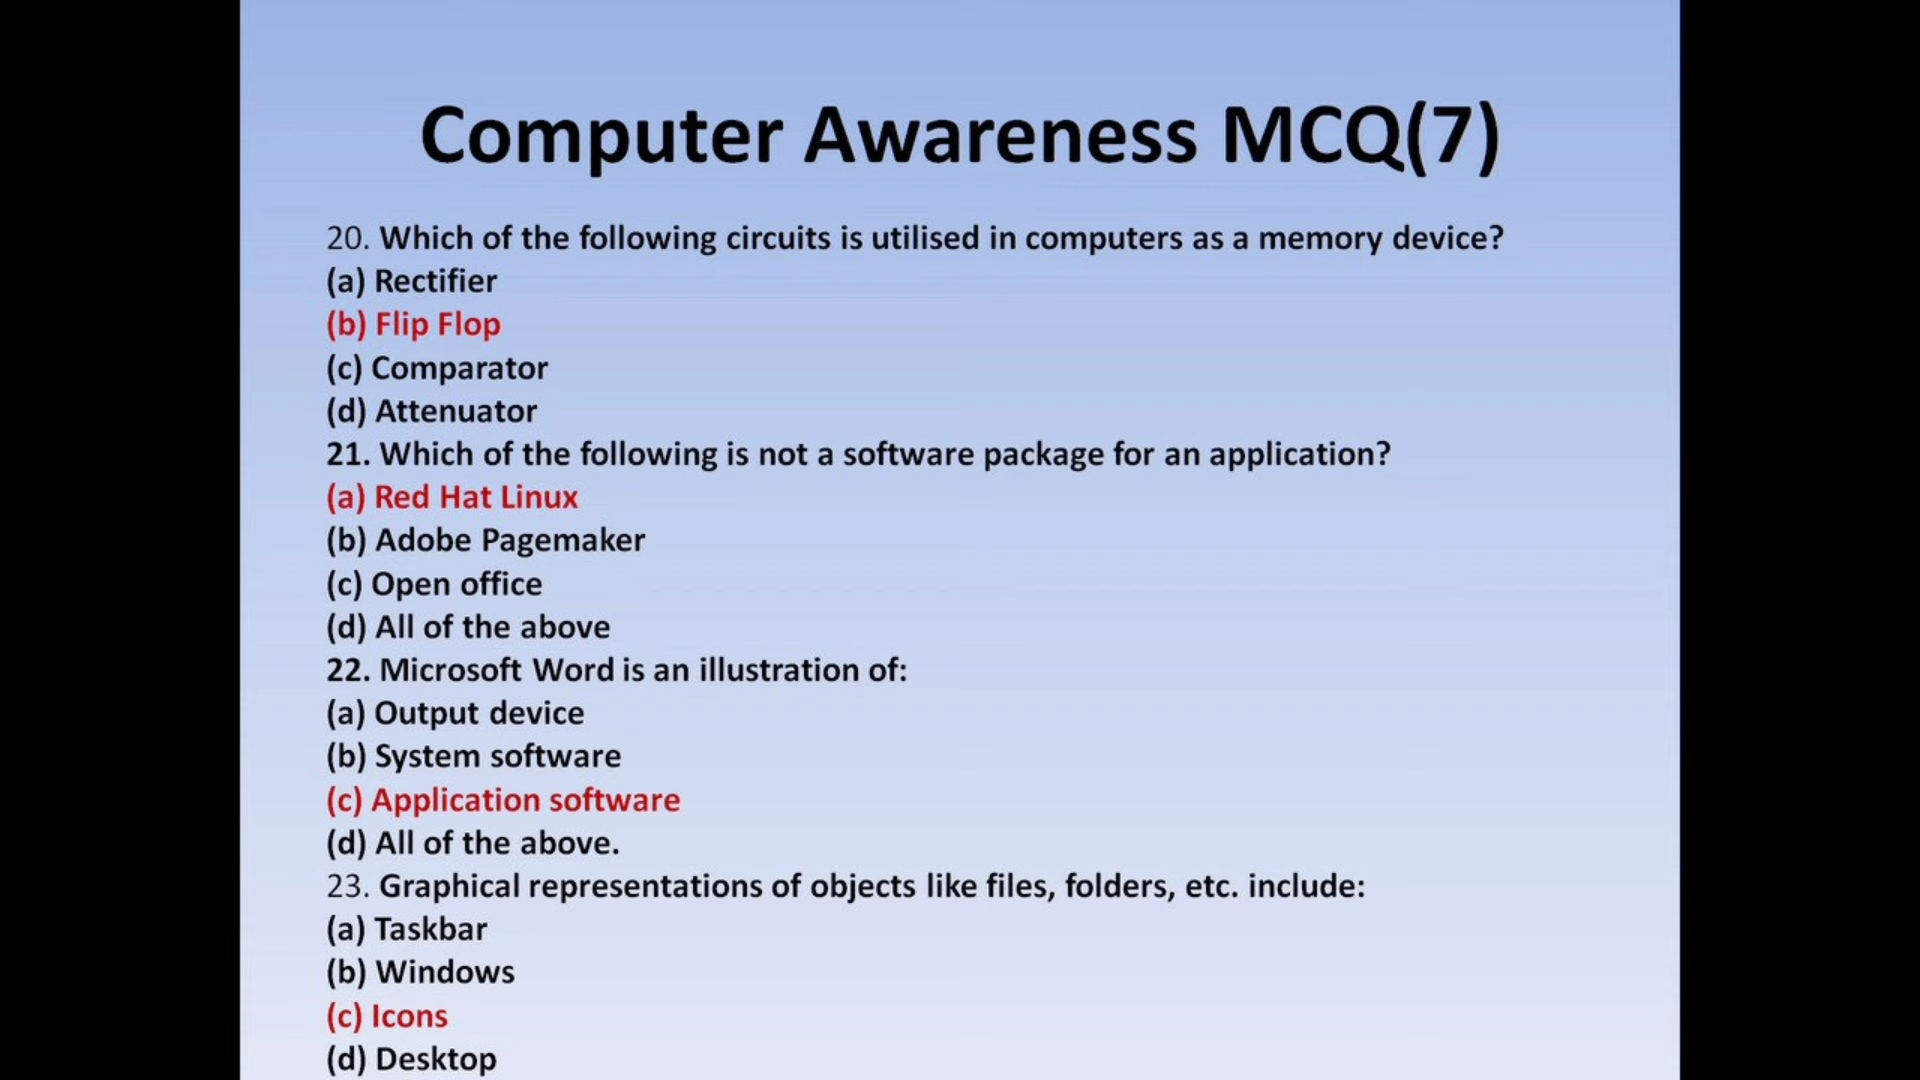 Computer Awareness MCQ(7)
20. Which of the following circuits is utilised in computers as a memory device?
(a) Rectifier
(b) Flip Flop
(c) Comparator
(d) Attenuator
21. Which of the following is not a software package for an application?
(a) Red Hat Linux
(b) Adobe Pagemaker
(c) Open office
(d) All of the above
22. Microsoft Word is an illustration of:
(a) Output device
(b) System software
(c) Application software
(d) All of the above.
23. Graphical representations of objects like files, folders, etc. include:
(a) Taskbar
(b) Windows
(c) Icons
(d) Desktop